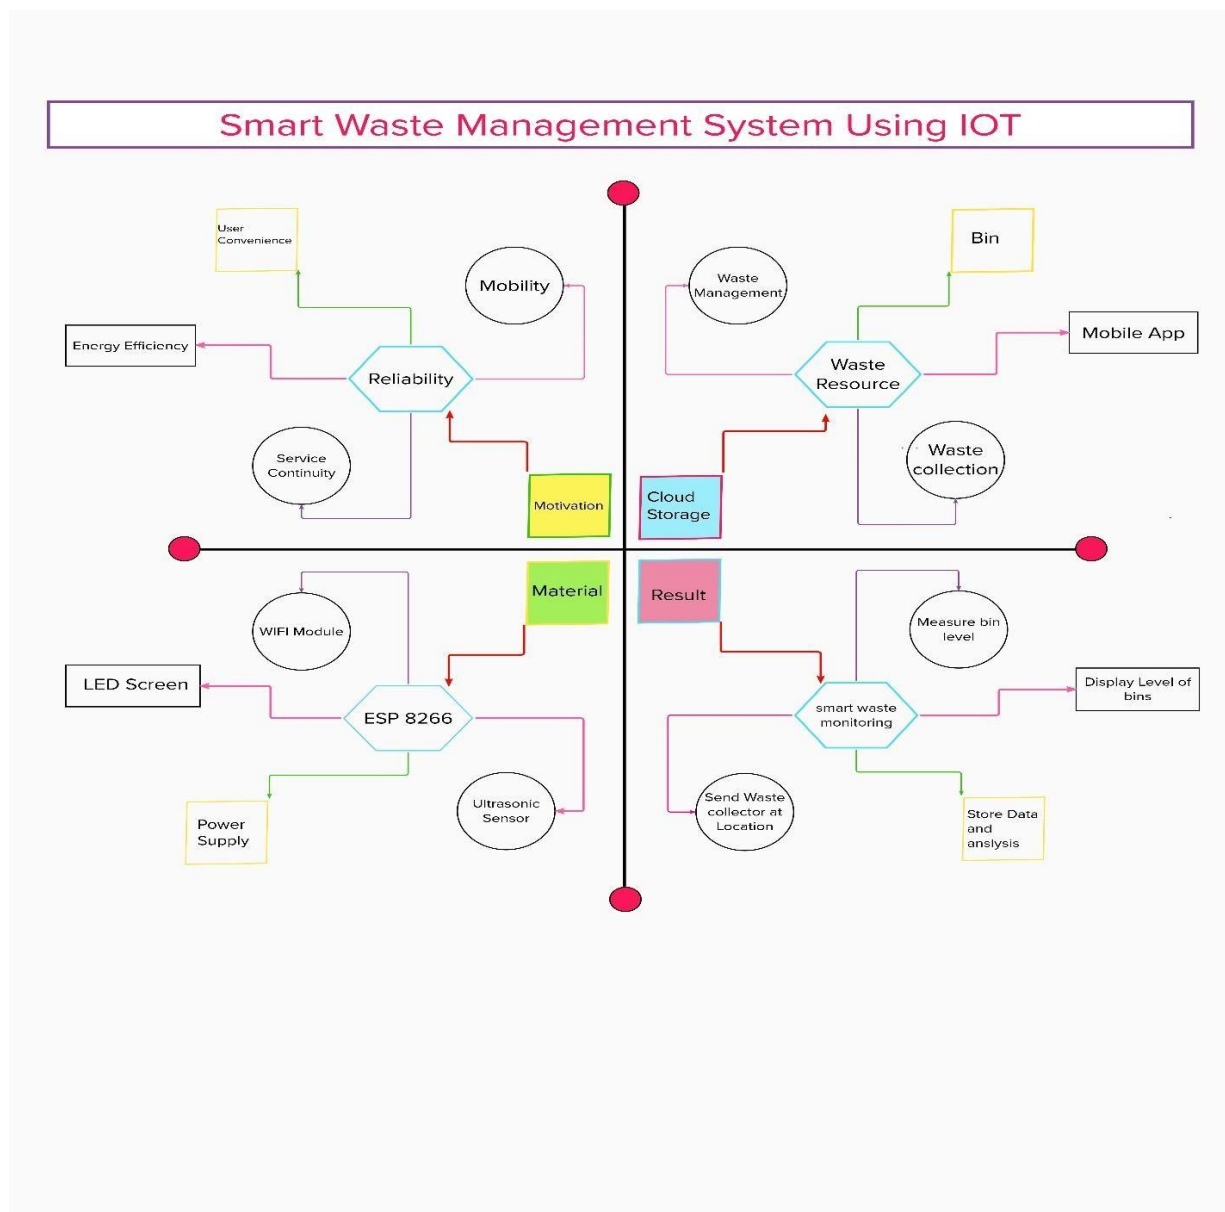 Smart Waste Management System Using IOT
User
Convenience
Mobility
Energy Efficiency
Reliability
Service
Continuity
Motivation
Waste
Management
Bin
Mobile App
Waste
Resource
Waste
collection
Cloud
Storage
Material
WIFI Module
LED Screen
ESP 8266
Power
Supply
Ultrasonic
Sensor
Result
Measure bin
level
Display Level of
bins
smart waste
monitoring
Send Waste
collector at
Location
Store Data
and
anslysis